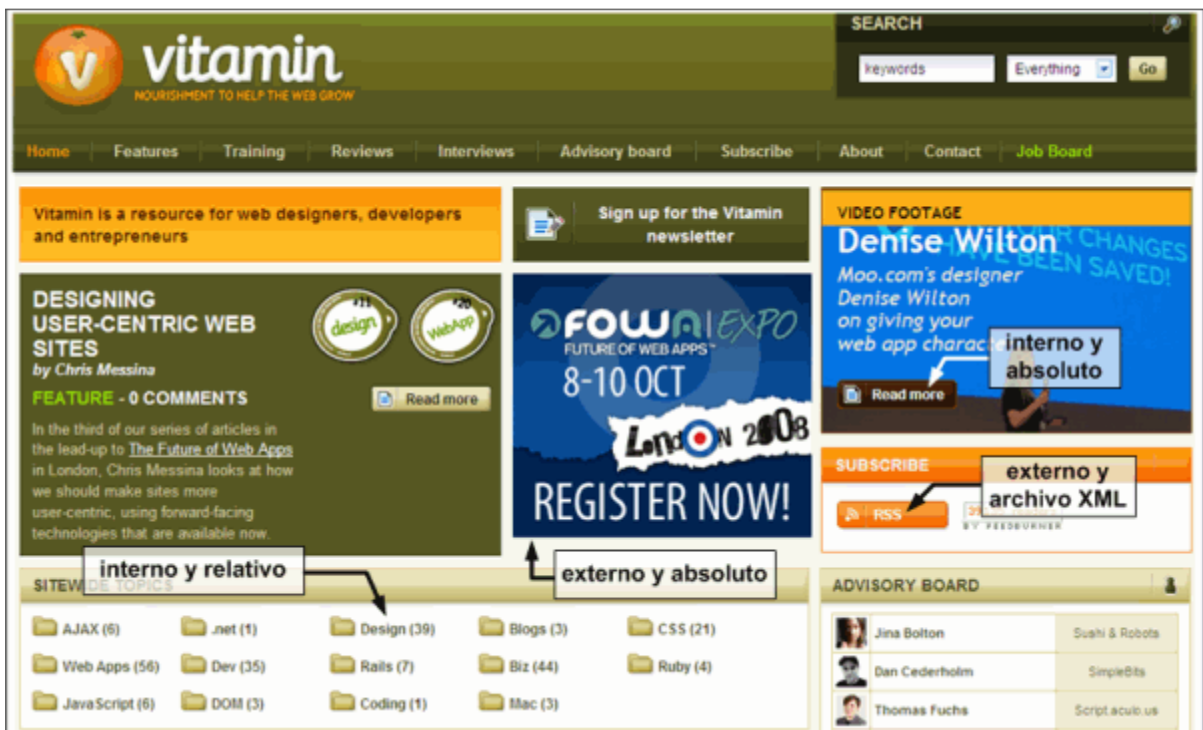 SEARCH
vitamin
NOURISHMENT TO HELP THE WEB GROW
keywords
Everything
Go
Home
Features
Training
Reviews
Interviews
Advisory board
Subscribe
About
Contact
Job Board
Vitamin is a resource for web designers, developers
and entrepreneurs
Sign up for the Vitamin
newsletter
VIDEO FOOTAGE
Denise Wilton
YOUR CHANGES
HAVE BEEN SAVED!
Moo.com's designer
Denise Wilton
on giving your
web app
interno y
absoluto
Read more
DESIGNING
USER-CENTRIC WEB
SITES
by Chris Messina
#11
design
#20
WebApp
FEATURE - 0 COMMENTS
Read more
In the third of our series of articles in
the lead-up to The Future of Web Apps
in London, Chris Messina looks at how
we should make sites more
user-centric, using forward-facing
technologies that are available now.
FOWA EXPO
FUTURE OF WEB APPS™
8-10 OCT
LonDON 2008
REGISTER NOW!
SUBSCRIBE
externo y
archivo XML
RSS
BY FEEDBURNER
interno y relativo
externo y absoluto
SITEWIDE TOPICS
AJAX (6)
.net (1)
Design (39)
Blogs (3)
CSS (21)
Web Apps (56)
Dev (35)
Rails (7)
Biz (44)
Ruby (4)
JavaScript (6)
DOM (3)
Coding (1)
Mac (3)
ADVISORY BOARD
Jina Bolton
Sushi & Robots
Dan Cederholm
SimpleBits
Thomas Fuchs
Script.aculo.us